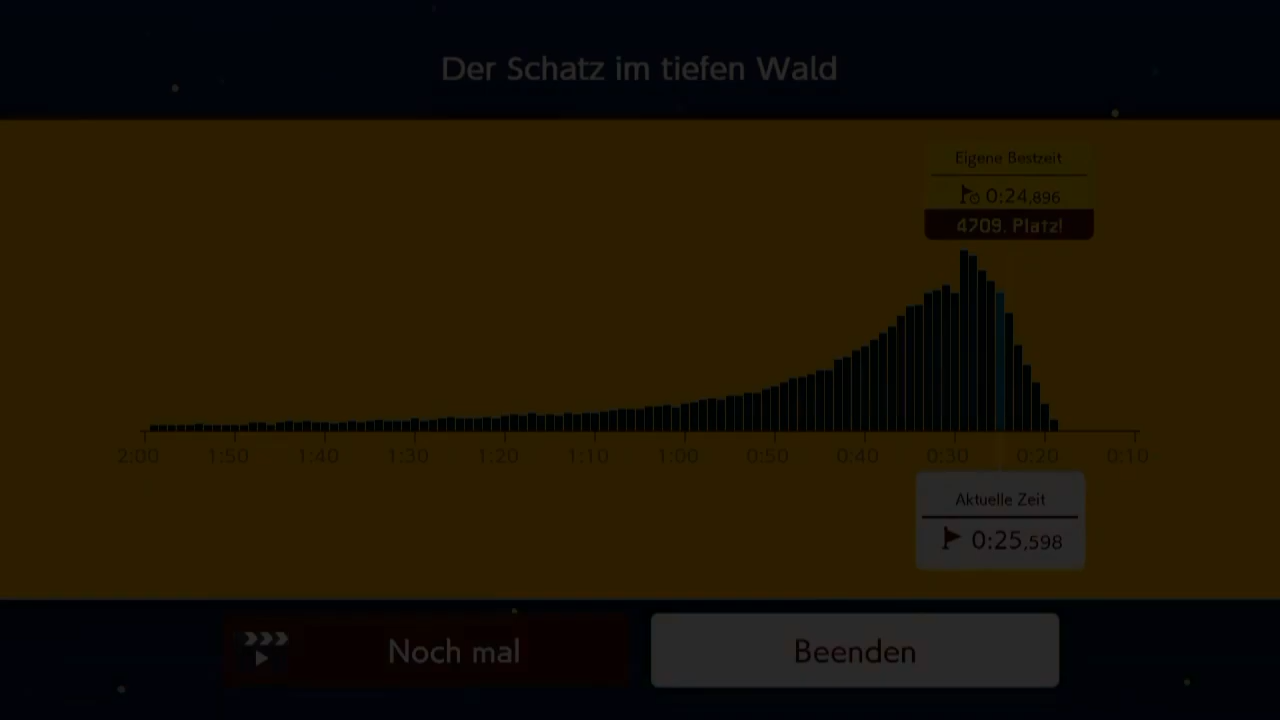 Der Schatz im tiefen Wald
Eigene Bestzeit
0:24,896
4709. Platz!
2:00 1:50 1:40 1:30 1:20 1:10 1:00 0:50 0:40 0:30 0:20 0:10
Aktuelle Zeit
0:25,598
Noch mal Beenden